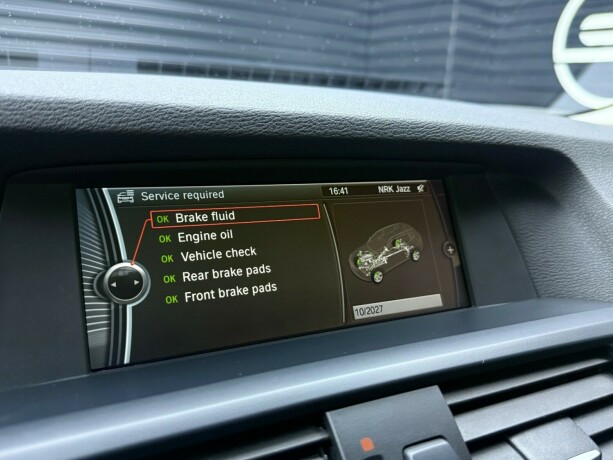 Service required 16:41 NRK Jazz
OK Brake fluid
OK Engine oil
OK Vehicle check
OK Rear brake pads
OK Front brake pads
10/2027